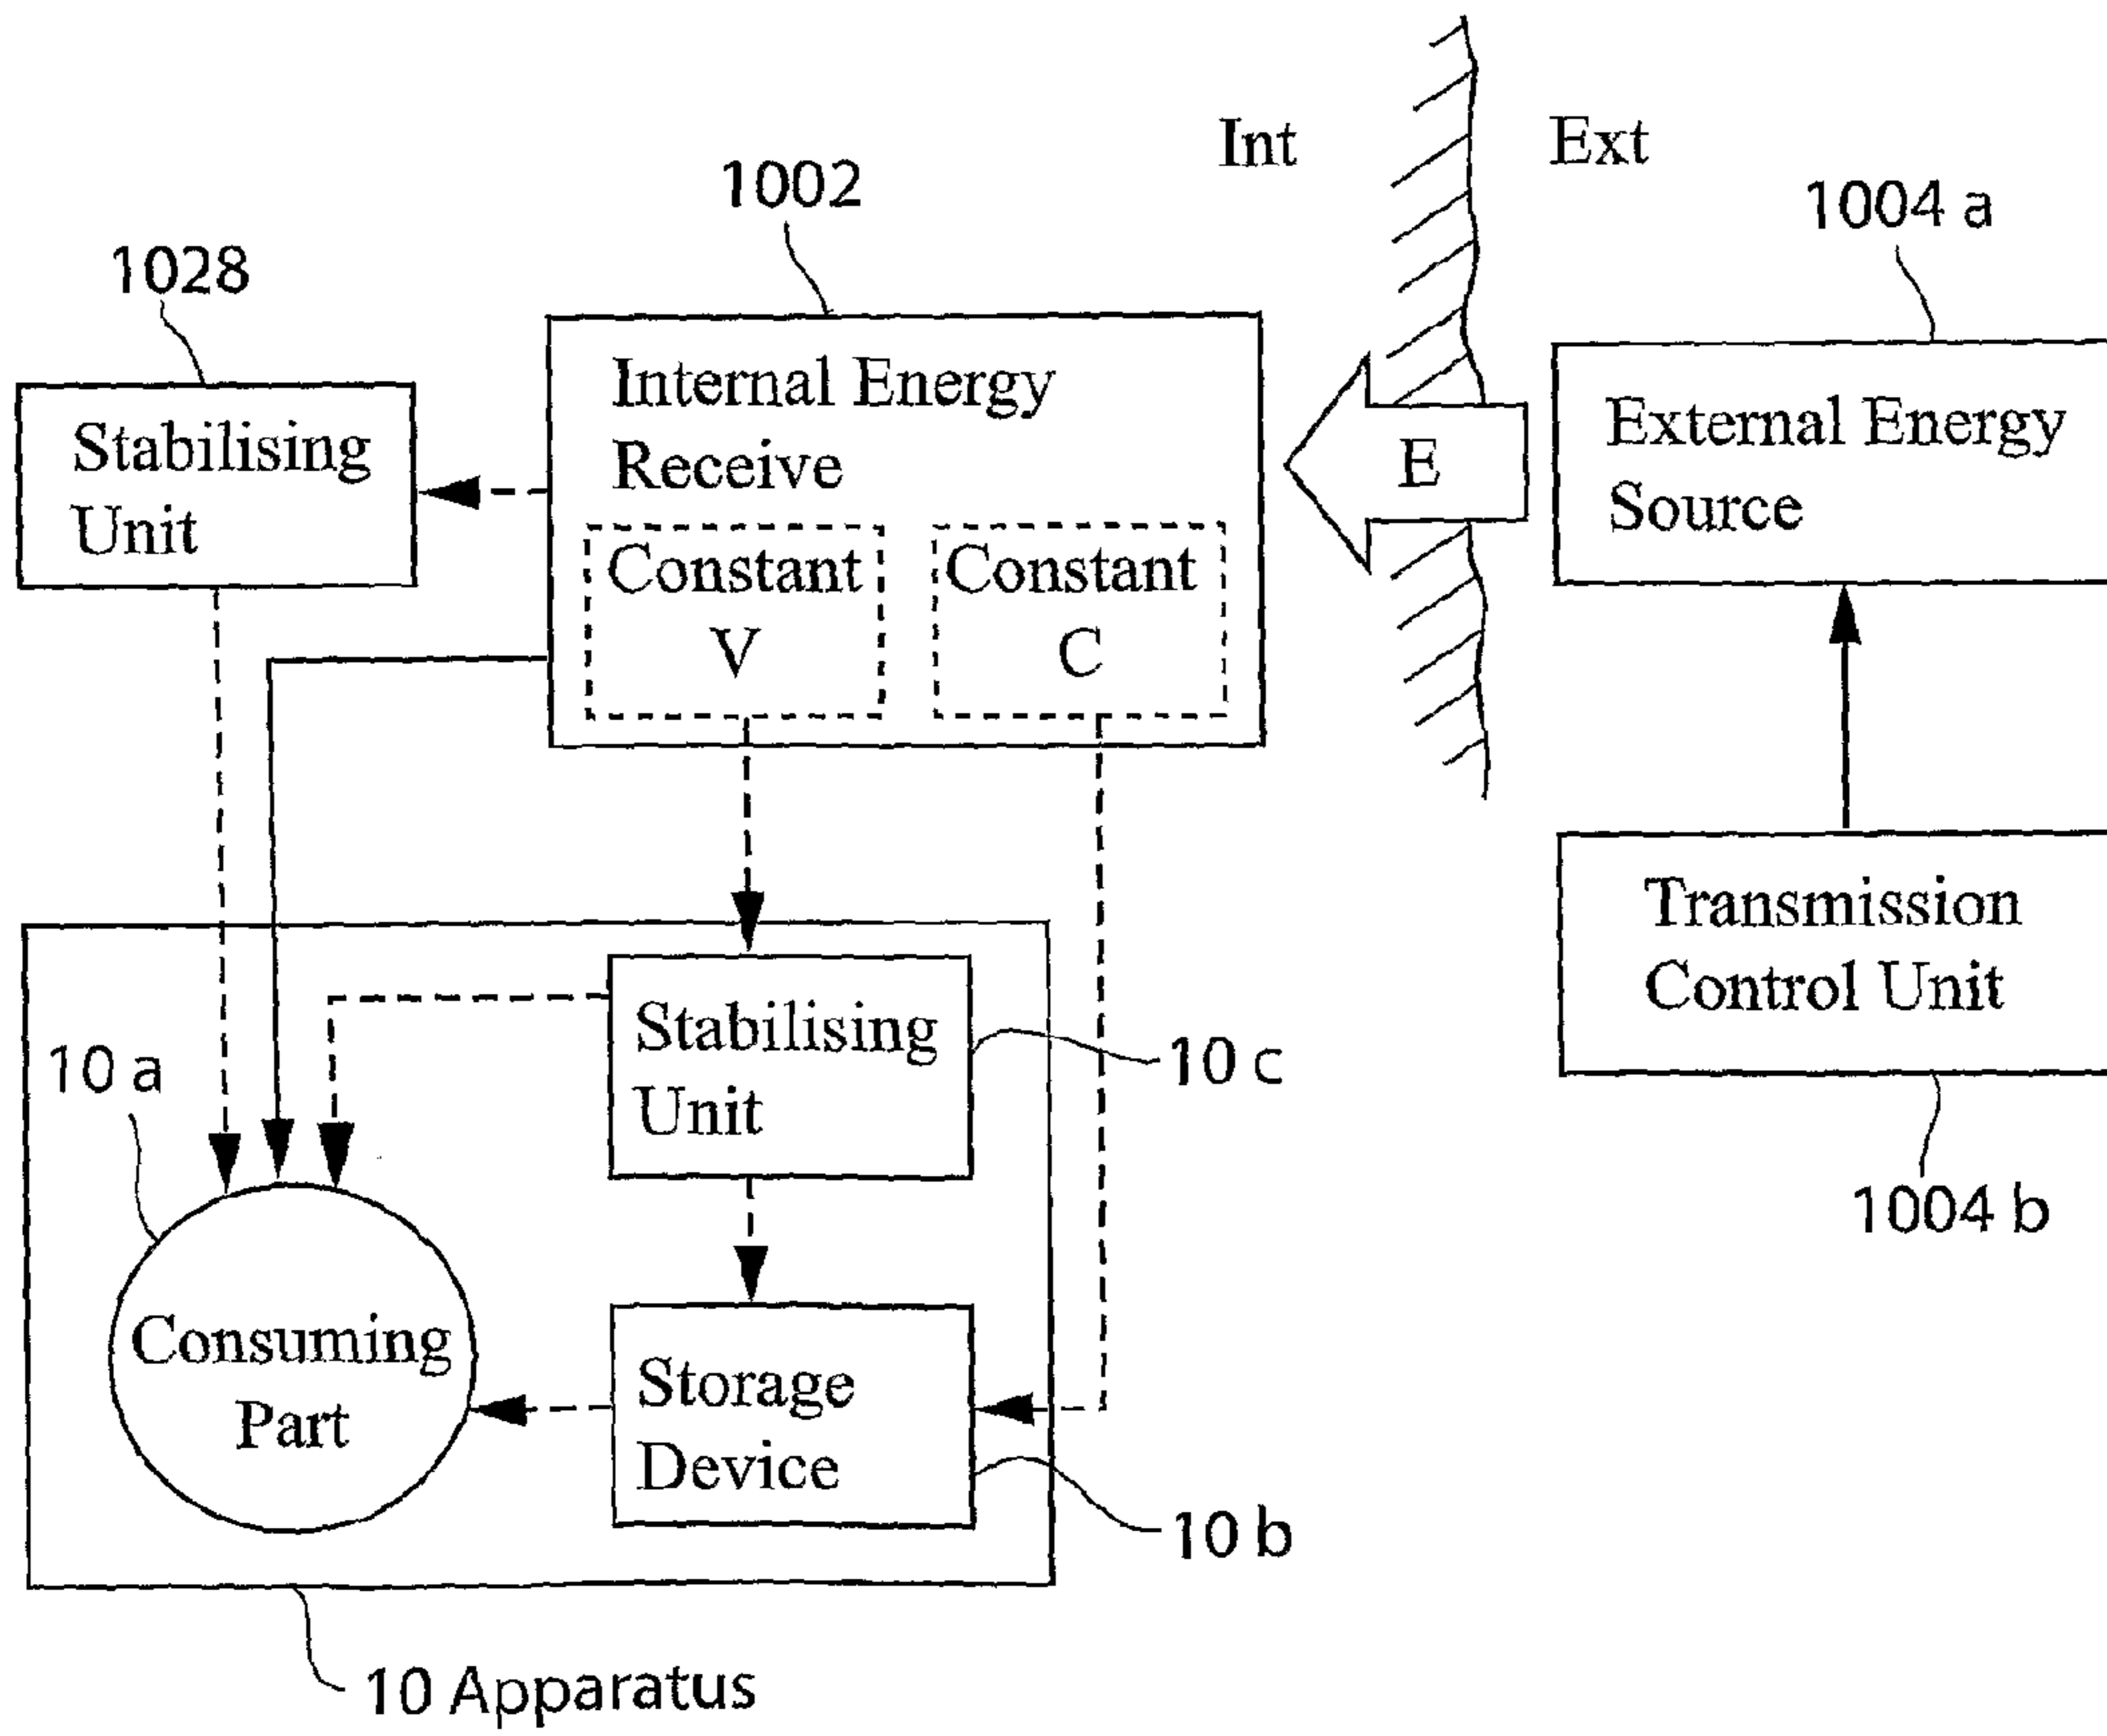 Int
Ext
1002
1004 a
1028
Internal Energy
Receive
Stabilising
Unit
E
External Energy
Source
Constant
V
Constant
C
Transmission
Control Unit
Stabilising
Unit
10 c
10 a
1004 b
Consuming
Part
Storage
Device
10 b
10 Apparatus